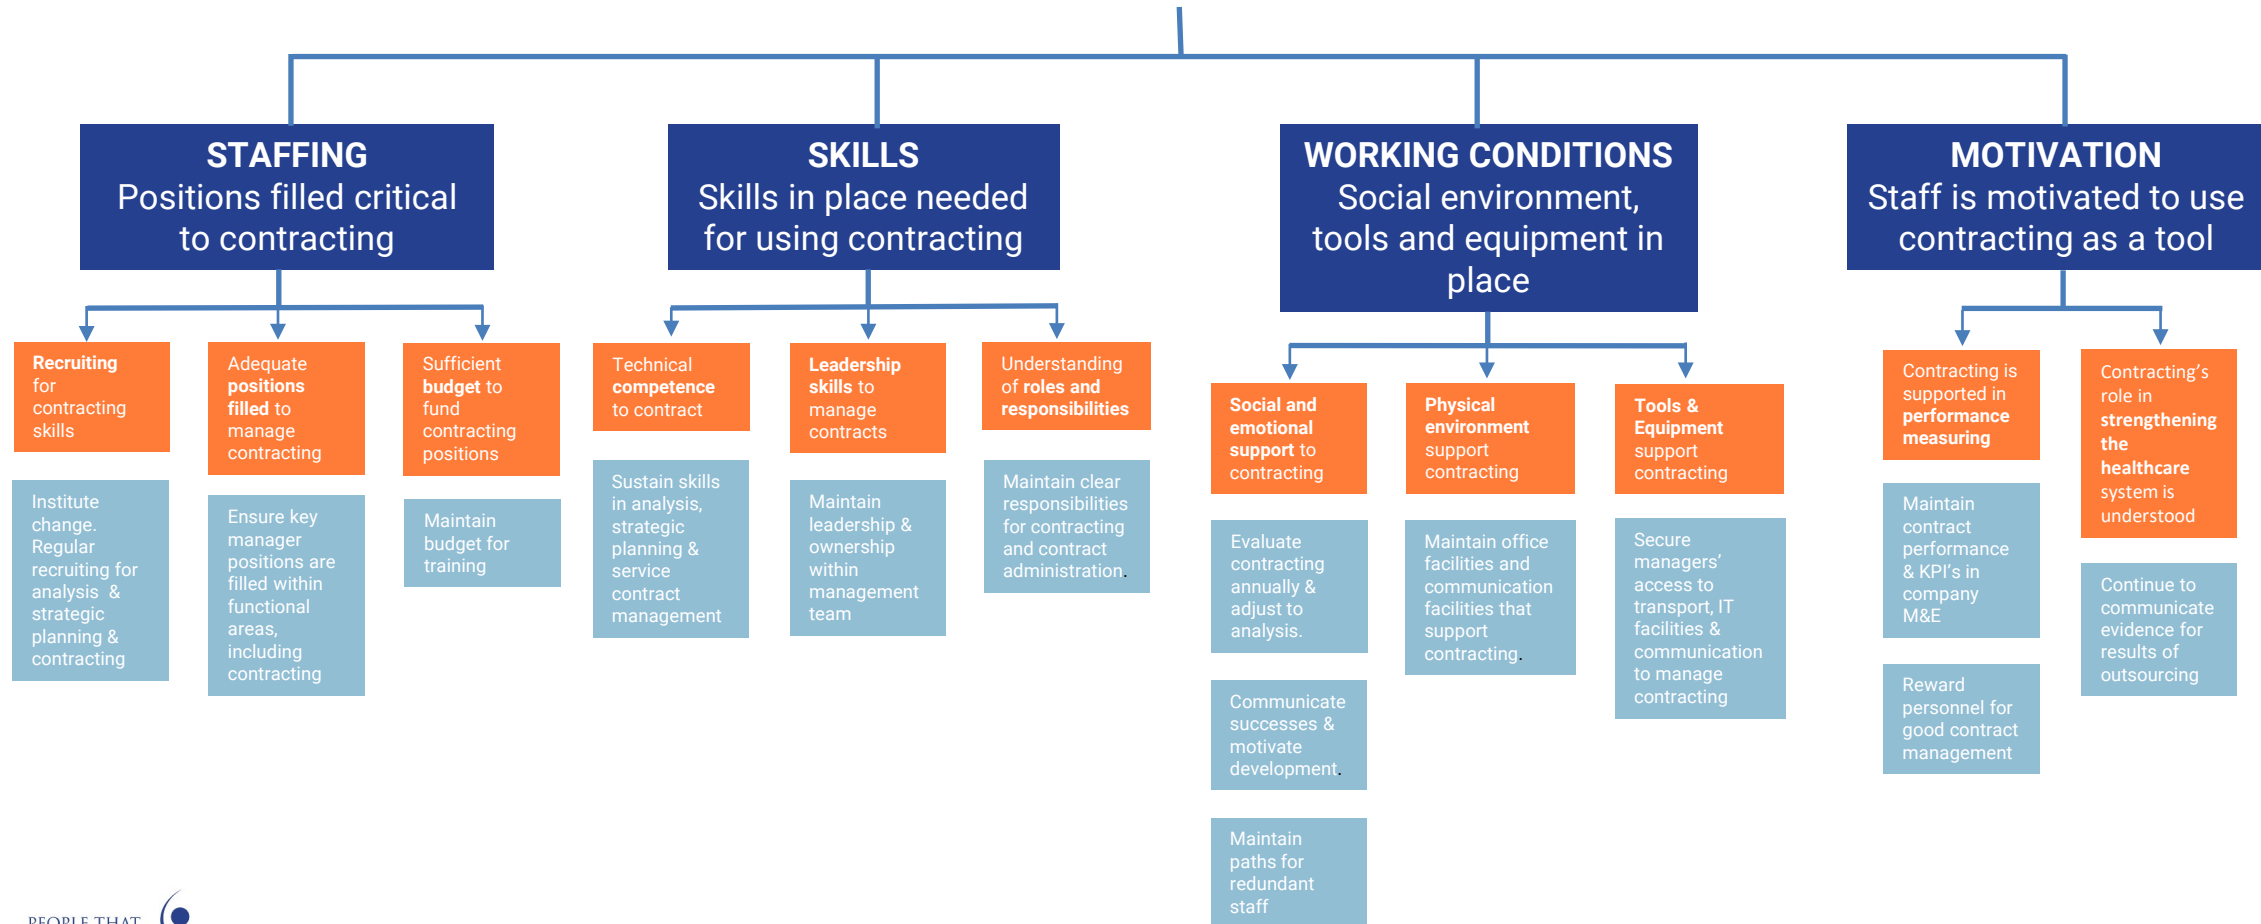 STAFFING
Positions filled critical
to contracting
SKILLS
Skills in place needed
for using contracting
WORKING CONDITIONS
Social environment,
tools and equipment in
place
MOTIVATION
Staff is motivated to use
contracting as a tool
Recruiting
for
contracting
skills
Adequate
positions
filled to
manage
contracting
Sufficient
budget to
fund
contracting
positions
Technical
competence
to contract
Leadership
skills to
manage
contracts
Understanding
of roles and
responsibilities
Social and
emotional
support to
contracting
Physical
environment
support
contracting
Tools &
Equipment
support
contracting
Contracting is
supported in
performance
measuring
Contracting’s
role in
strengthening
the
healthcare
system is
understood
Institute
change.
Regular
recruiting for
analysis &
strategic
planning &
contracting
Ensure key
manager
positions are
filled within
functional
areas,
including
contracting
Maintain
budget for
training
Sustain skills
in analysis,
strategic
planning &
service
contract
management
Maintain
leadership &
ownership
within
management
team
Maintain clear
responsibilities
for contracting
and contract
administration.
Evaluate
contracting
annually &
adjust to
analysis.
Communicate
successes &
motivate
development.
Maintain
paths for
redundant
staff
Maintain office
facilities and
communication
facilities that
support
contracting.
Secure
managers’
access to
transport, IT
facilities &
communication
to manage
contracting
Maintain
contract
performance
& KPI’s in
company
M&E
Reward
personnel for
good contract
management
Continue to
communicate
evidence for
results of
outsourcing
PEOPLE THAT